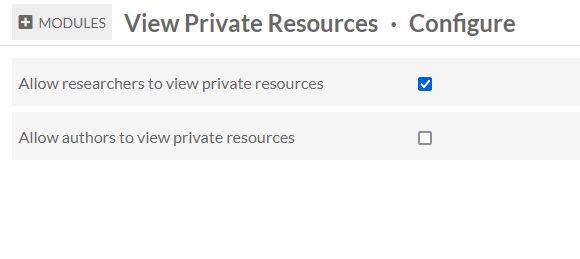 MODULES View Private Resources · Configure
Allow researchers to view private resources
Allow authors to view private resources